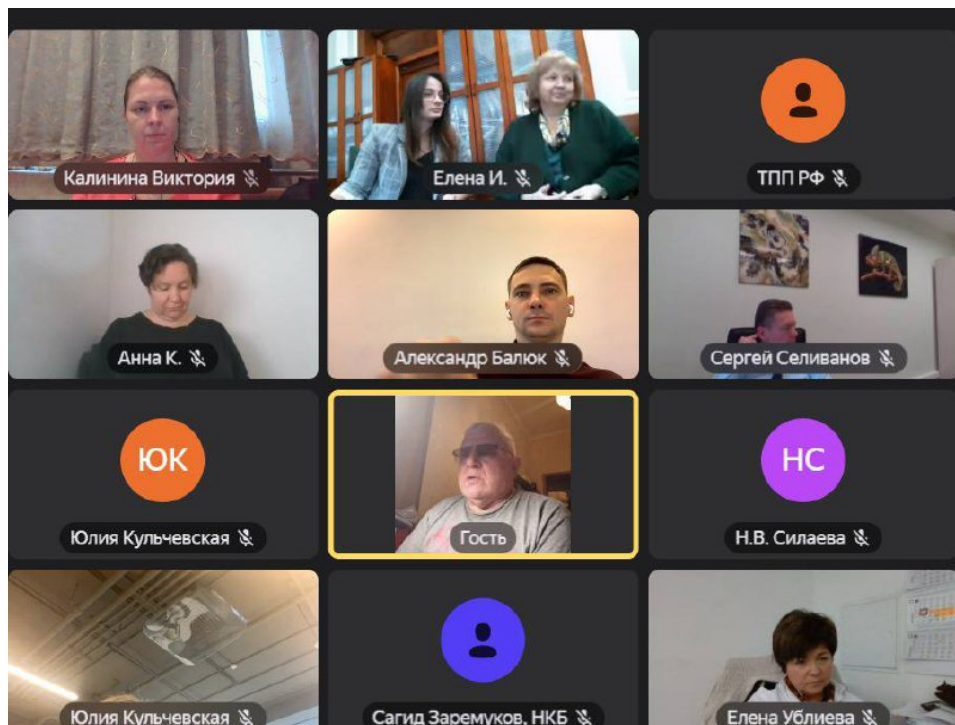 Калинина Виктория
Елена И.
ТПП РФ
Анна К.
Александр Балюк
Сергей Селиванов
ЮК
Юлия Кульчевская
Гость
НС
Н.В. Силаева
Юлия Кульчевская
Сагид Заремуков, НКБ
Елена Ублиева